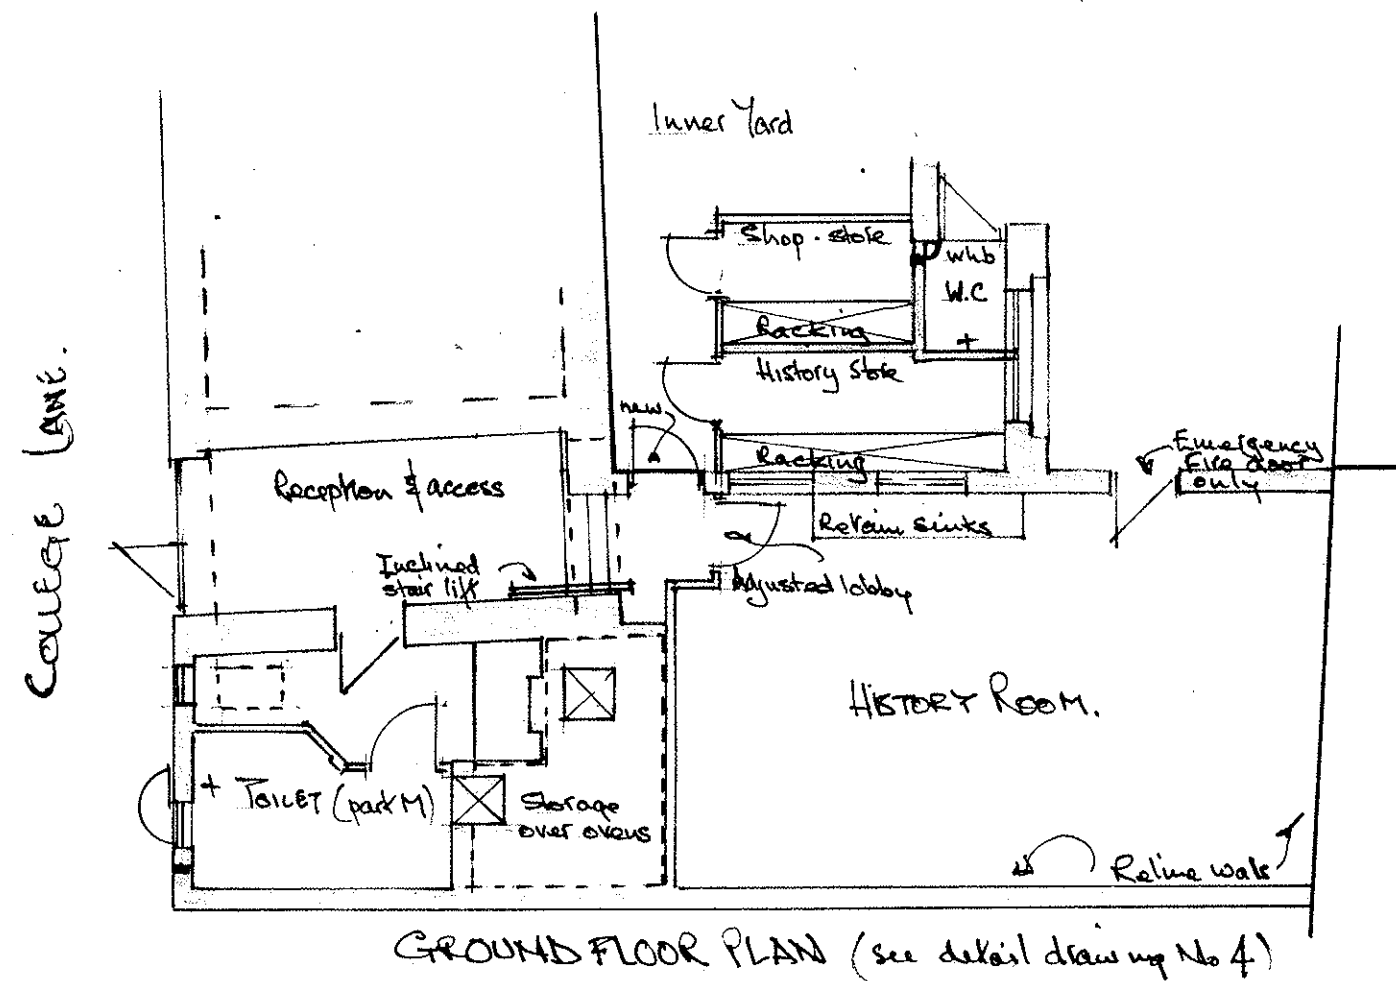 Inner Yard
Shop-store
whb
W.C
Racking
History Store
new
Racking
Emergency
Fire door
only
COLLEGE LANE.
Reception & access
Retain sinks
Inclined
stair lift
Adjusted lobby
HISTORY ROOM.
TOILET (part M)
Storage
over ovens
Reline walls
GROUND FLOOR PLAN (see detail drawing No 4)